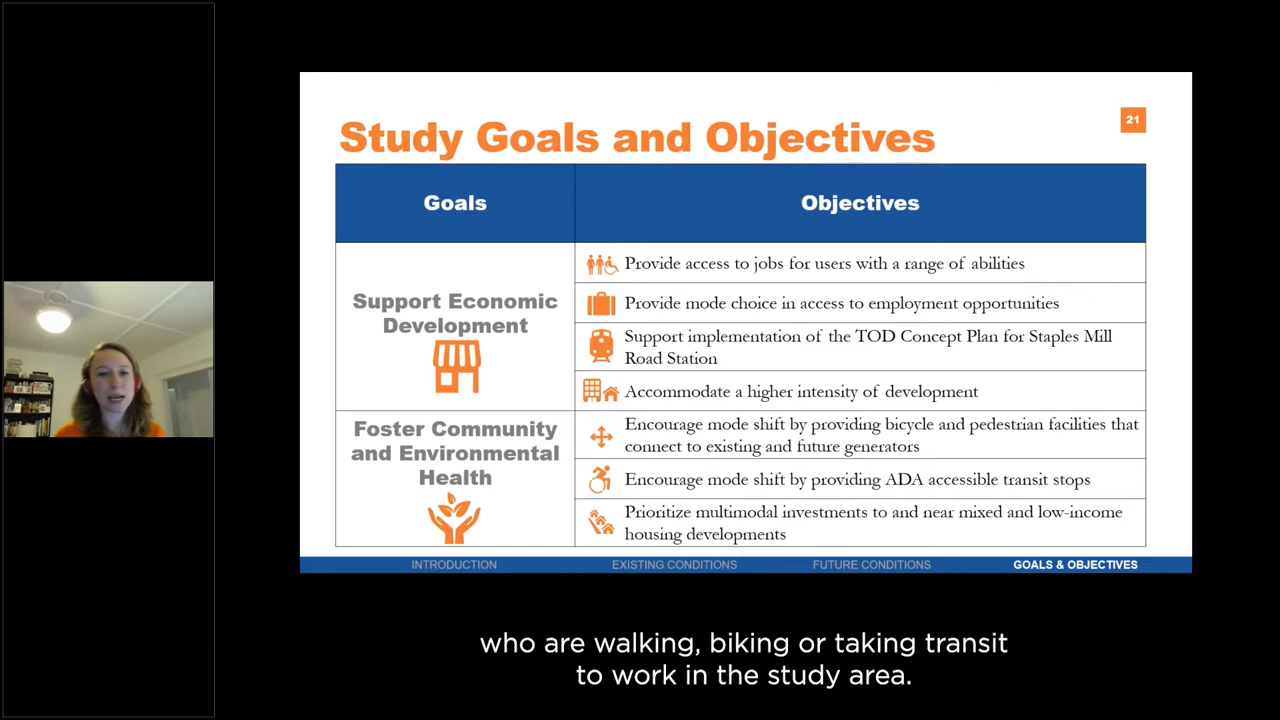 21
Study Goals and Objectives
Goals
Objectives
Support Economic
Development
Provide access to jobs for users with a range of abilities
Provide mode choice in access to employment opportunities
Support implementation of the TOD Concept Plan for Staples Mill
Road Station
Accommodate a higher intensity of development
Foster Community
and Environmental
Health
Encourage mode shift by providing bicycle and pedestrian facilities that
connect to existing and future generators
Encourage mode shift by providing ADA accessible transit stops
Prioritize multimodal investments to and near mixed and low-income
housing developments
INTRODUCTION
EXISTING CONDITIONS
FUTURE CONDITIONS
GOALS & OBJECTIVES
who are walking, biking or taking transit
to work in the study area.